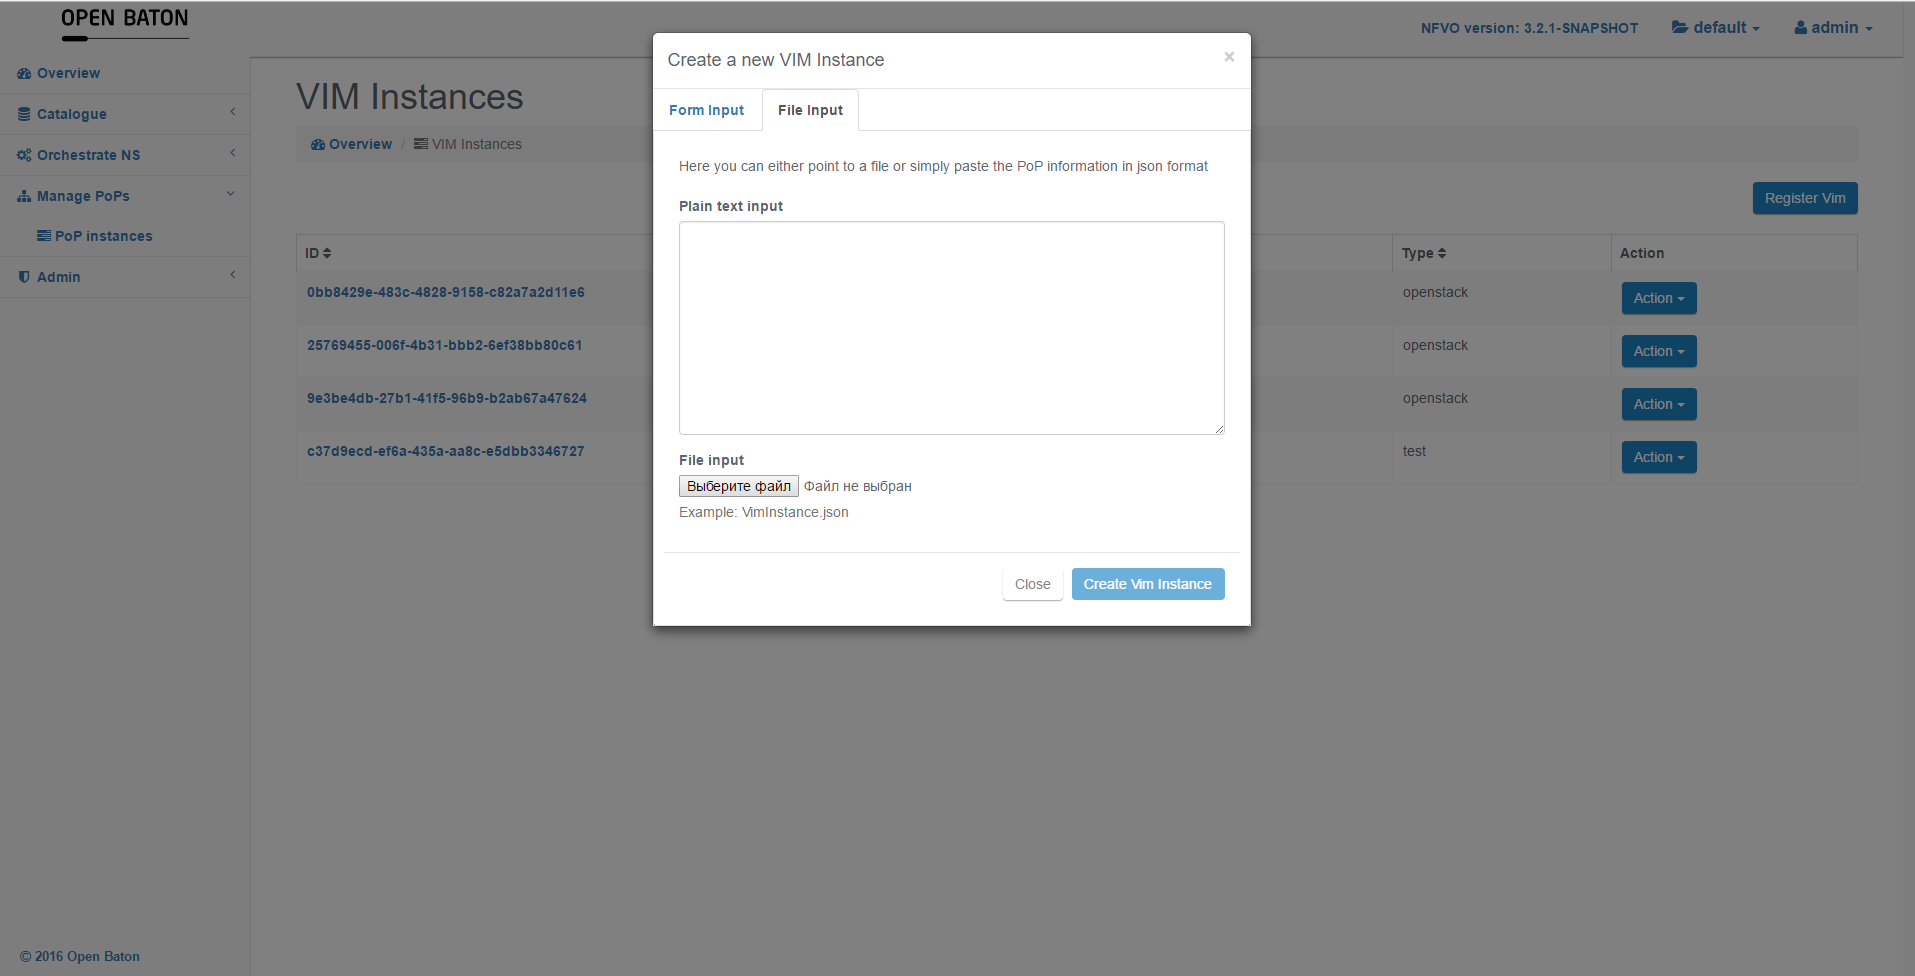 OPEN BATON
NFVO version: 3.2.1-SNAPSHOT
default
admin
Overview
Catalogue
Orchestrate NS
Manage PoPs
PoP instances
Admin
VIM Instances
Overview / VIM Instances
Register Vim
ID
Type
Action
0bb8429e-483c-4828-9158-c82a7a2d11e6
openstack
Action
25769455-006f-4b31-bbb2-6ef38bb80c61
openstack
Action
9e3be4db-27b1-41f5-96b9-b2ab67a47624
openstack
Action
c37d9ecd-ef6a-435a-aa8c-e5dbb3346727
test
Action
Create a new VIM Instance
×
Form input
File input
Here you can either point to a file or simply paste the PoP information in json format
Plain text input
File input
Выберите файл Файл не выбран
Example: VimInstance.json
Close
Create Vim Instance
© 2016 Open Baton